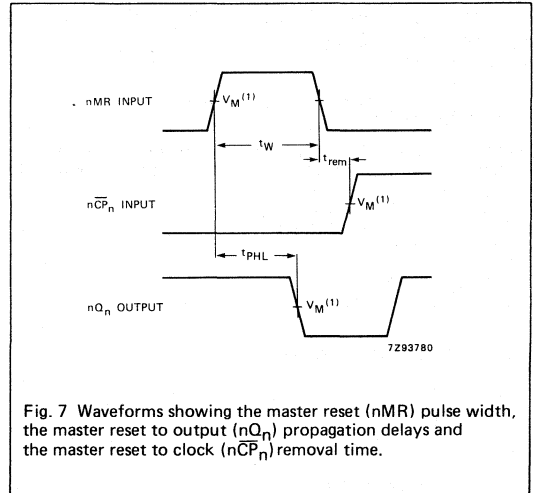 nMR INPUT
VM(1)
tW
trem
nC̅P̅n INPUT
VM(1)
tPHL
nQn OUTPUT
VM(1)
7Z93780
Fig. 7 Waveforms showing the master reset (nMR) pulse width,
the master reset to output (nQn) propagation delays and
the master reset to clock (nC̅P̅n) removal time.